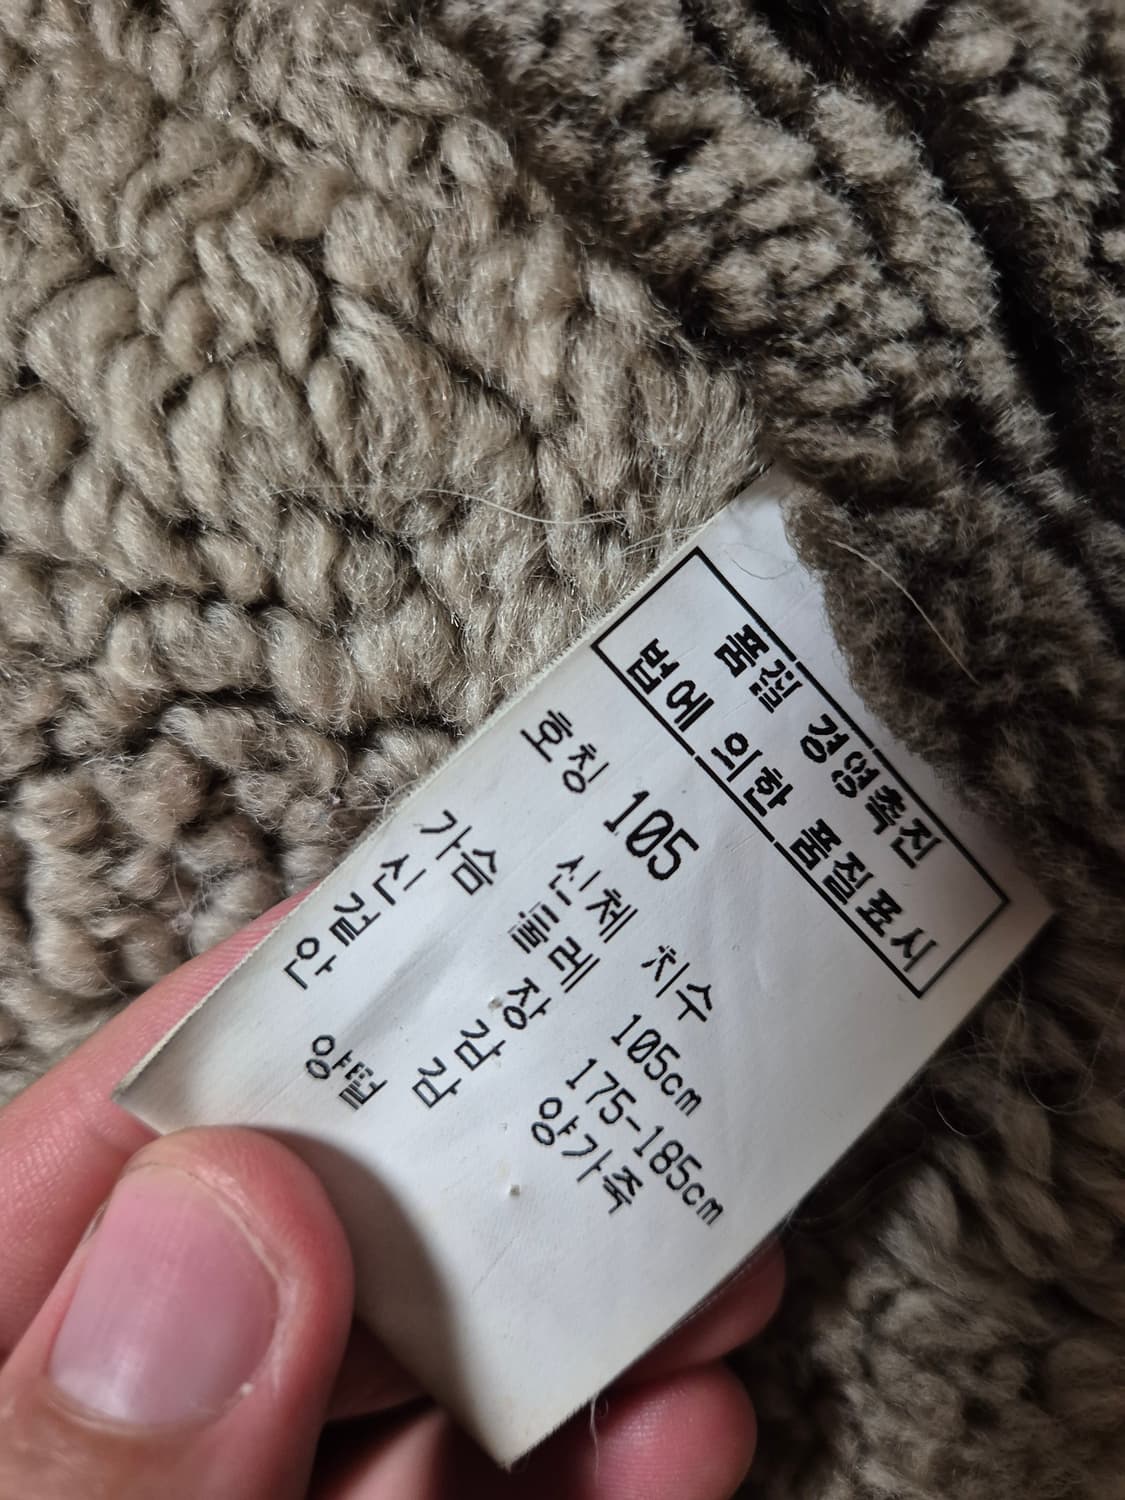 품질 경영촉진
법에 의한 품질표시
호칭 105
신체 치수
가슴 둘레 105cm
신장 175-185cm
겉감 양가죽
안감 양털